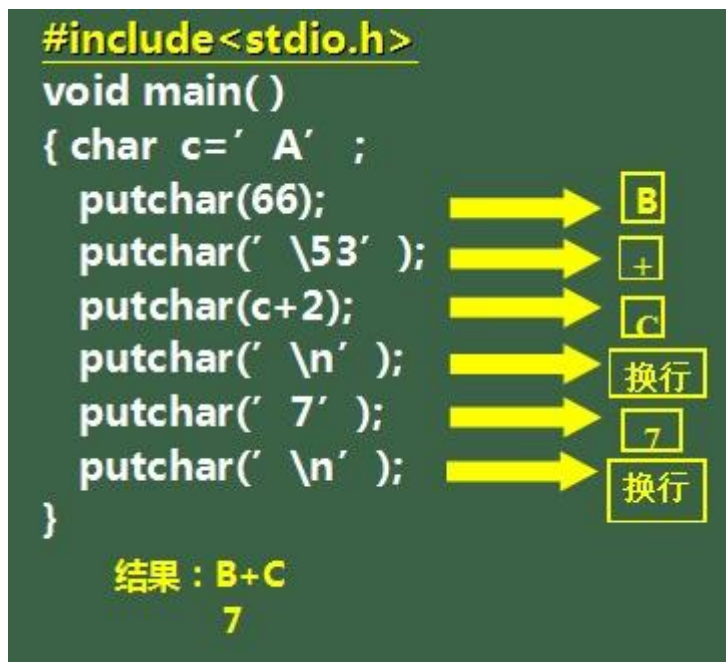 #include<stdio.h>
void main( )
{ char c=′ A′ ;
putchar(66); B
putchar(′ \53′ ); +
putchar(c+2); C
putchar(′ \n′ ); 换行
putchar(′ 7′ ); 7
putchar(′ \n′ ); 换行
}
结果：B+C
7